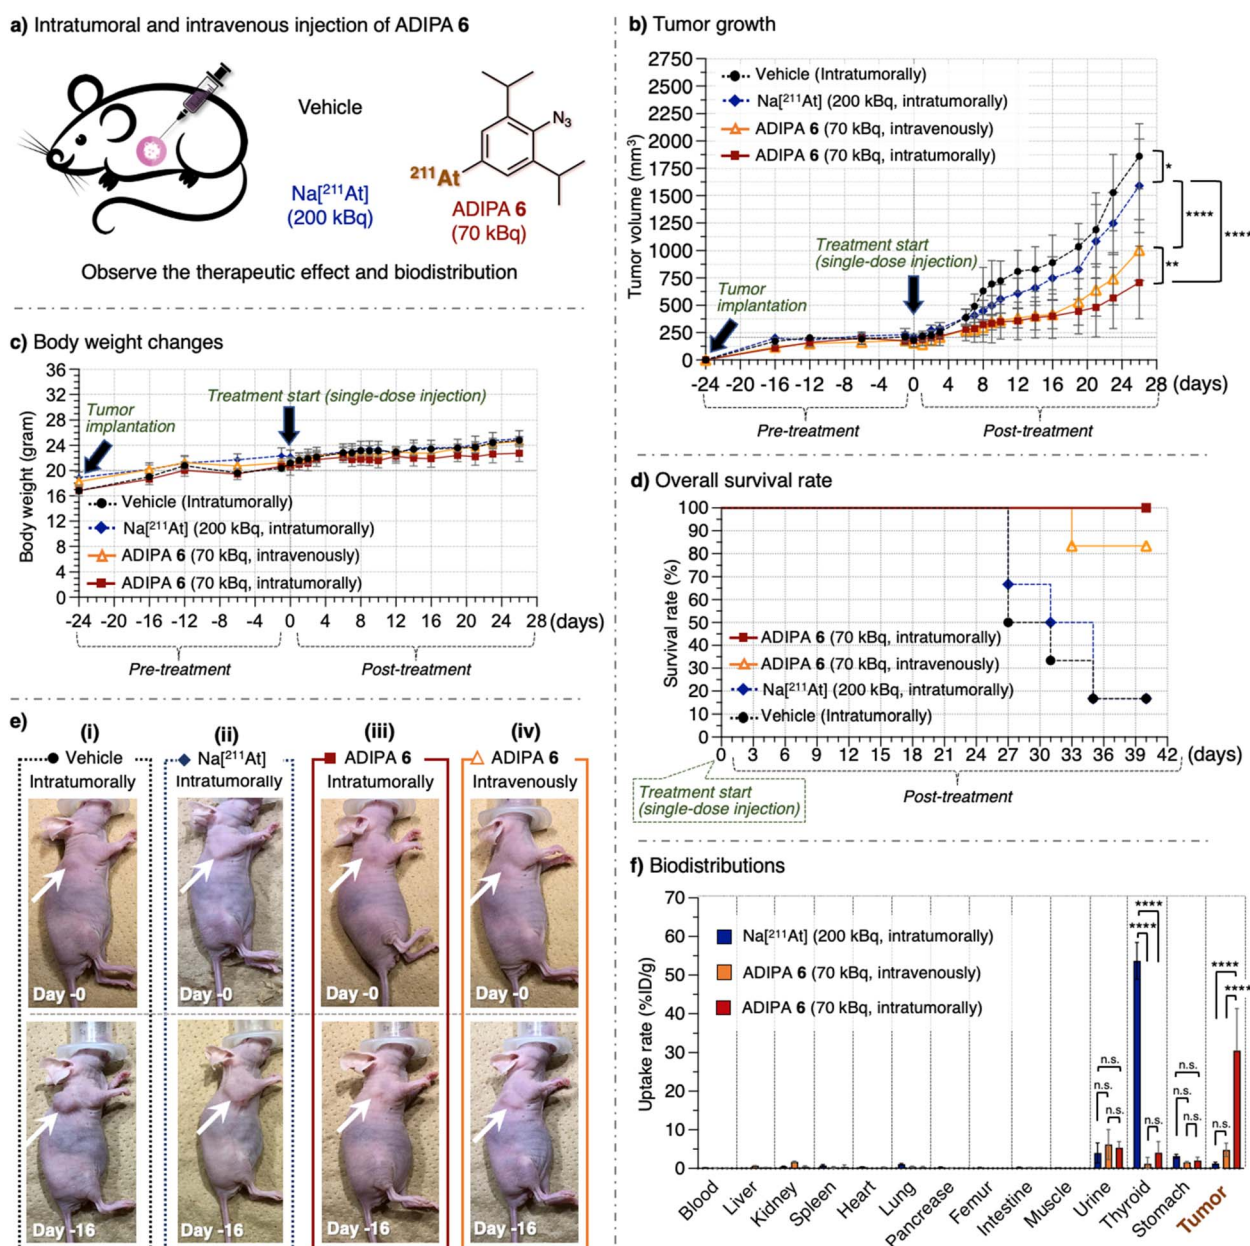 a) Intratumoral and intravenous injection of ADIPA 6
Vehicle
Na[²¹¹At]
(200 kBq)
N₃
²¹¹At
ADIPA 6
(70 kBq)
Observe the therapeutic effect and biodistribution
b) Tumor growth
Tumor volume (mm³)
2750
2500
2250
2000
1750
1500
1250
1000
750
500
250
0
Vehicle (Intratumorally)
Na[²¹¹At] (200 kBq, intratumorally)
ADIPA 6 (70 kBq, intravenously)
ADIPA 6 (70 kBq, intratumorally)
*
****
****
**
Treatment start
(single-dose injection)
Tumor
implantation
-24 -20 -16 -12 -8 -4 0 4 8 12 16 20 24 28 (days)
Pre-treatment
Post-treatment
c) Body weight changes
Body weight (gram)
36
32
28
24
20
16
12
8
4
0
Treatment start (single-dose injection)
Tumor
implantation
Vehicle (Intratumorally)
Na[²¹¹At] (200 kBq, intratumorally)
ADIPA 6 (70 kBq, intravenously)
ADIPA 6 (70 kBq, intratumorally)
-24 -20 -16 -12 -8 -4 0 4 8 12 16 20 24 28 (days)
Pre-treatment
Post-treatment
d) Overall survival rate
Survival rate (%)
100
90
80
70
60
50
40
30
20
10
0
ADIPA 6 (70 kBq, intratumorally)
ADIPA 6 (70 kBq, intravenously)
Na[²¹¹At] (200 kBq, intratumorally)
Vehicle (Intratumorally)
0 3 6 9 12 15 18 21 24 27 30 33 36 39 42 (days)
Treatment start
(single-dose injection)
Post-treatment
e)
(i)
Vehicle
Intratumorally
(ii)
Na[²¹¹At]
Intratumorally
(iii)
ADIPA 6
Intratumorally
(iv)
ADIPA 6
Intravenously
Day -0
Day -0
Day -0
Day -0
Day -16
Day -16
Day -16
Day -16
f) Biodistributions
Uptake rate (%ID/g)
70
60
50
40
30
20
10
0
Na[²¹¹At] (200 kBq, intratumorally)
ADIPA 6 (70 kBq, intravenously)
ADIPA 6 (70 kBq, intratumorally)
n.s.
n.s.
n.s.
****
****
n.s.
n.s.
n.s.
n.s.
****
****
n.s.
Blood
Liver
Kidney
Spleen
Heart
Lung
Pancrease
Femur
Intestine
Muscle
Urine
Thyroid
Stomach
Tumor